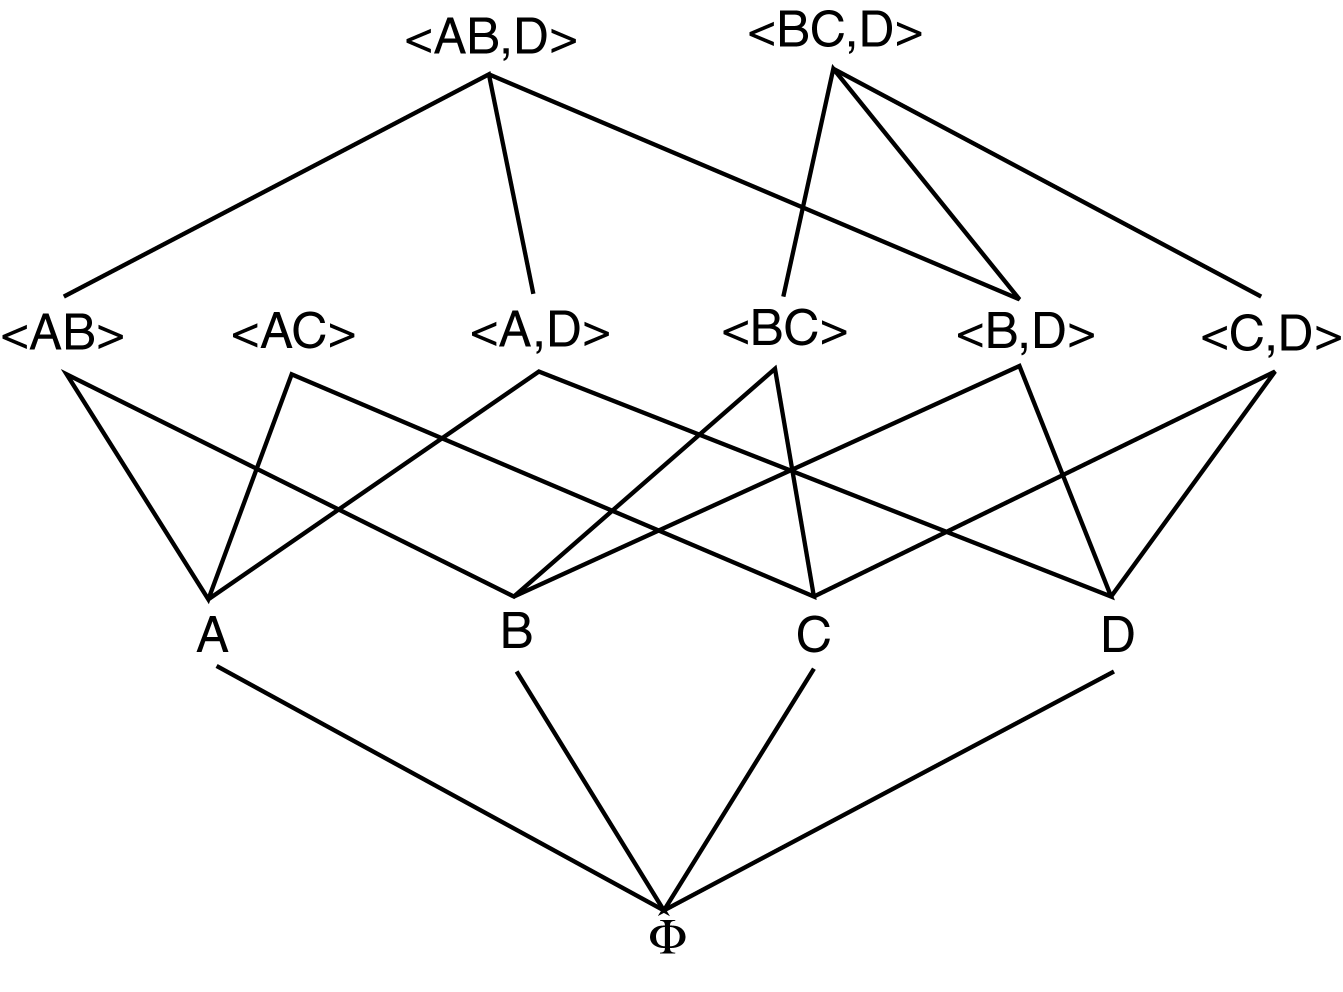 <AB,D> <BC,D>
<AB> <AC> <A,D> <BC> <B,D> <C,D>
A B C D
Φ